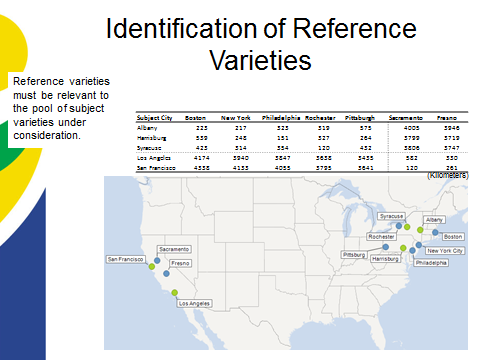 Identification of Reference
Varieties
Reference varieties
must be relevant to
the pool of subject
varieties under
consideration.
Subject City Boston New York Philadelphia Rochester Pittsburgh Sacramento Fresno
Albany 223 217 323 319 575 4005 3946
Harrisburg 539 248 151 327 264 3799 3719
Syracuse 423 314 354 120 432 3806 3747
Los Angeles 4174 3940 3847 3638 3435 582 330
San Francisco 4338 4133 4055 3795 3641 120 261
(Kilometers)
Syracuse
Albany
Rochester
Boston
Sacramento
New York City
San Francisco
Pittsburg
Harrisburg
Fresno
Philadelphia
Los Angeles